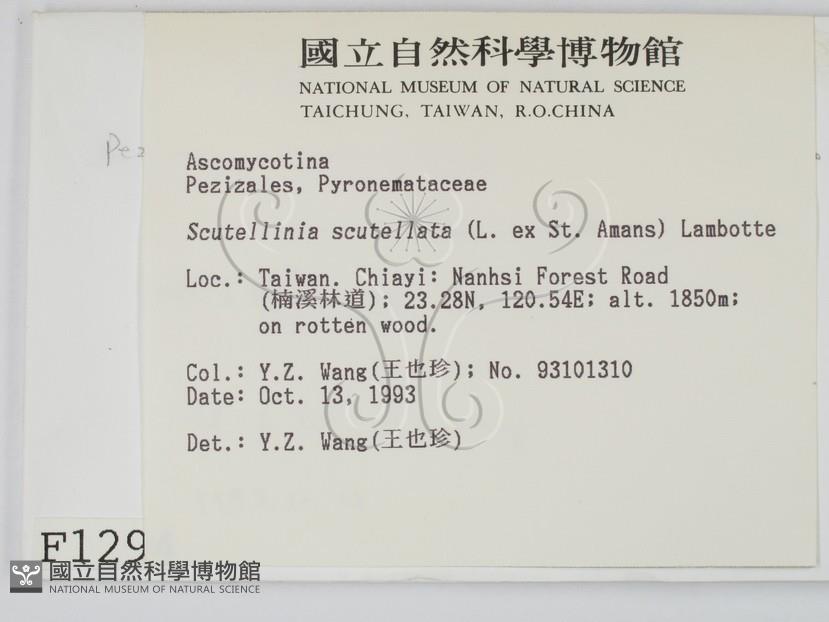 國立自然科學博物館
NATIONAL MUSEUM OF NATURAL SCIENCE
TAICHUNG, TAIWAN, R.O.CHINA
Ascomycotina
Pezizales, Pyronemataceae
Scutellinia scutellata (L. ex St. Amans) Lambotte
Loc.: Taiwan. Chiayi: Nanhsi Forest Road
(楠溪林道); 23.28N, 120.54E; alt. 1850m;
on rotten wood.
Col.: Y.Z. Wang(王也珍); No. 93101310
Date: Oct. 13, 1993
Det.: Y.Z. Wang(王也珍)
F129
國立自然科學博物館
NATIONAL MUSEUM OF NATURAL SCIENCE